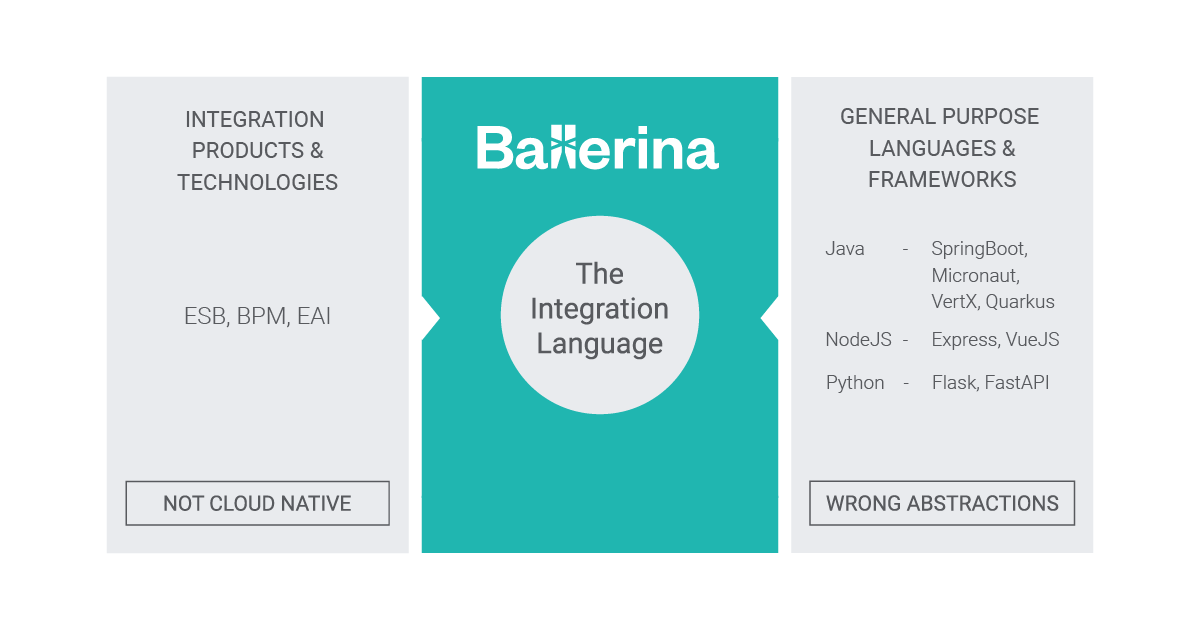 INTEGRATION
PRODUCTS &
TECHNOLOGIES
ESB, BPM, EAI
NOT CLOUD NATIVE
Ballerina
The
Integration
Language
GENERAL PURPOSE
LANGUAGES &
FRAMEWORKS
Java - SpringBoot,
Micronaut,
VertX, Quarkus
NodeJS - Express, VueJS
Python - Flask, FastAPI
WRONG ABSTRACTIONS